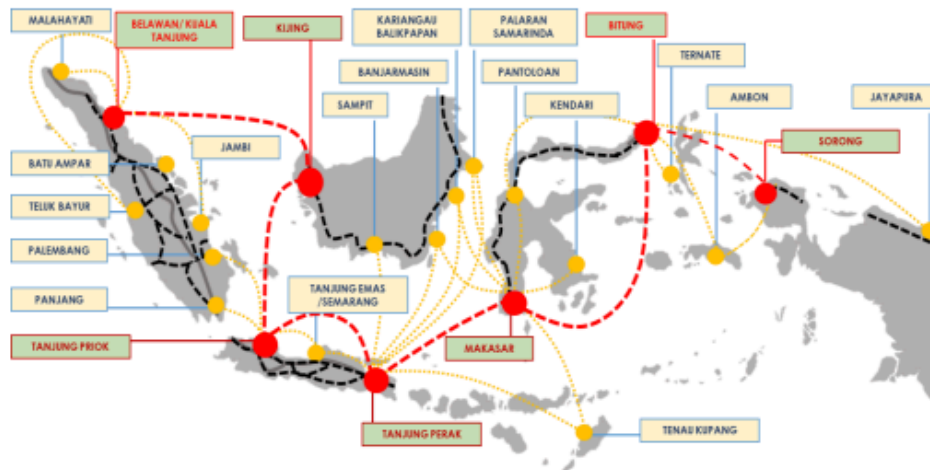 MALAHAYATI
BELAWAN/ KUALA
TANJUNG
KIJING
KARIANGAU
BALIKPAPAN
PALARAN
SAMARINDA
BITUNG
TERNATE
BANJARMASIN
PANTOLOAN
SAMPIT
KENDARI
AMBON
JAYAPURA
JAMBI
SORONG
BATU AMPAR
TELUK BAYUR
PALEMBANG
PANJANG
TANJUNG EMAS
/SEMARANG
TANJUNG PRIOK
MAKASAR
TANJUNG PERAK
TENAU KUPANG